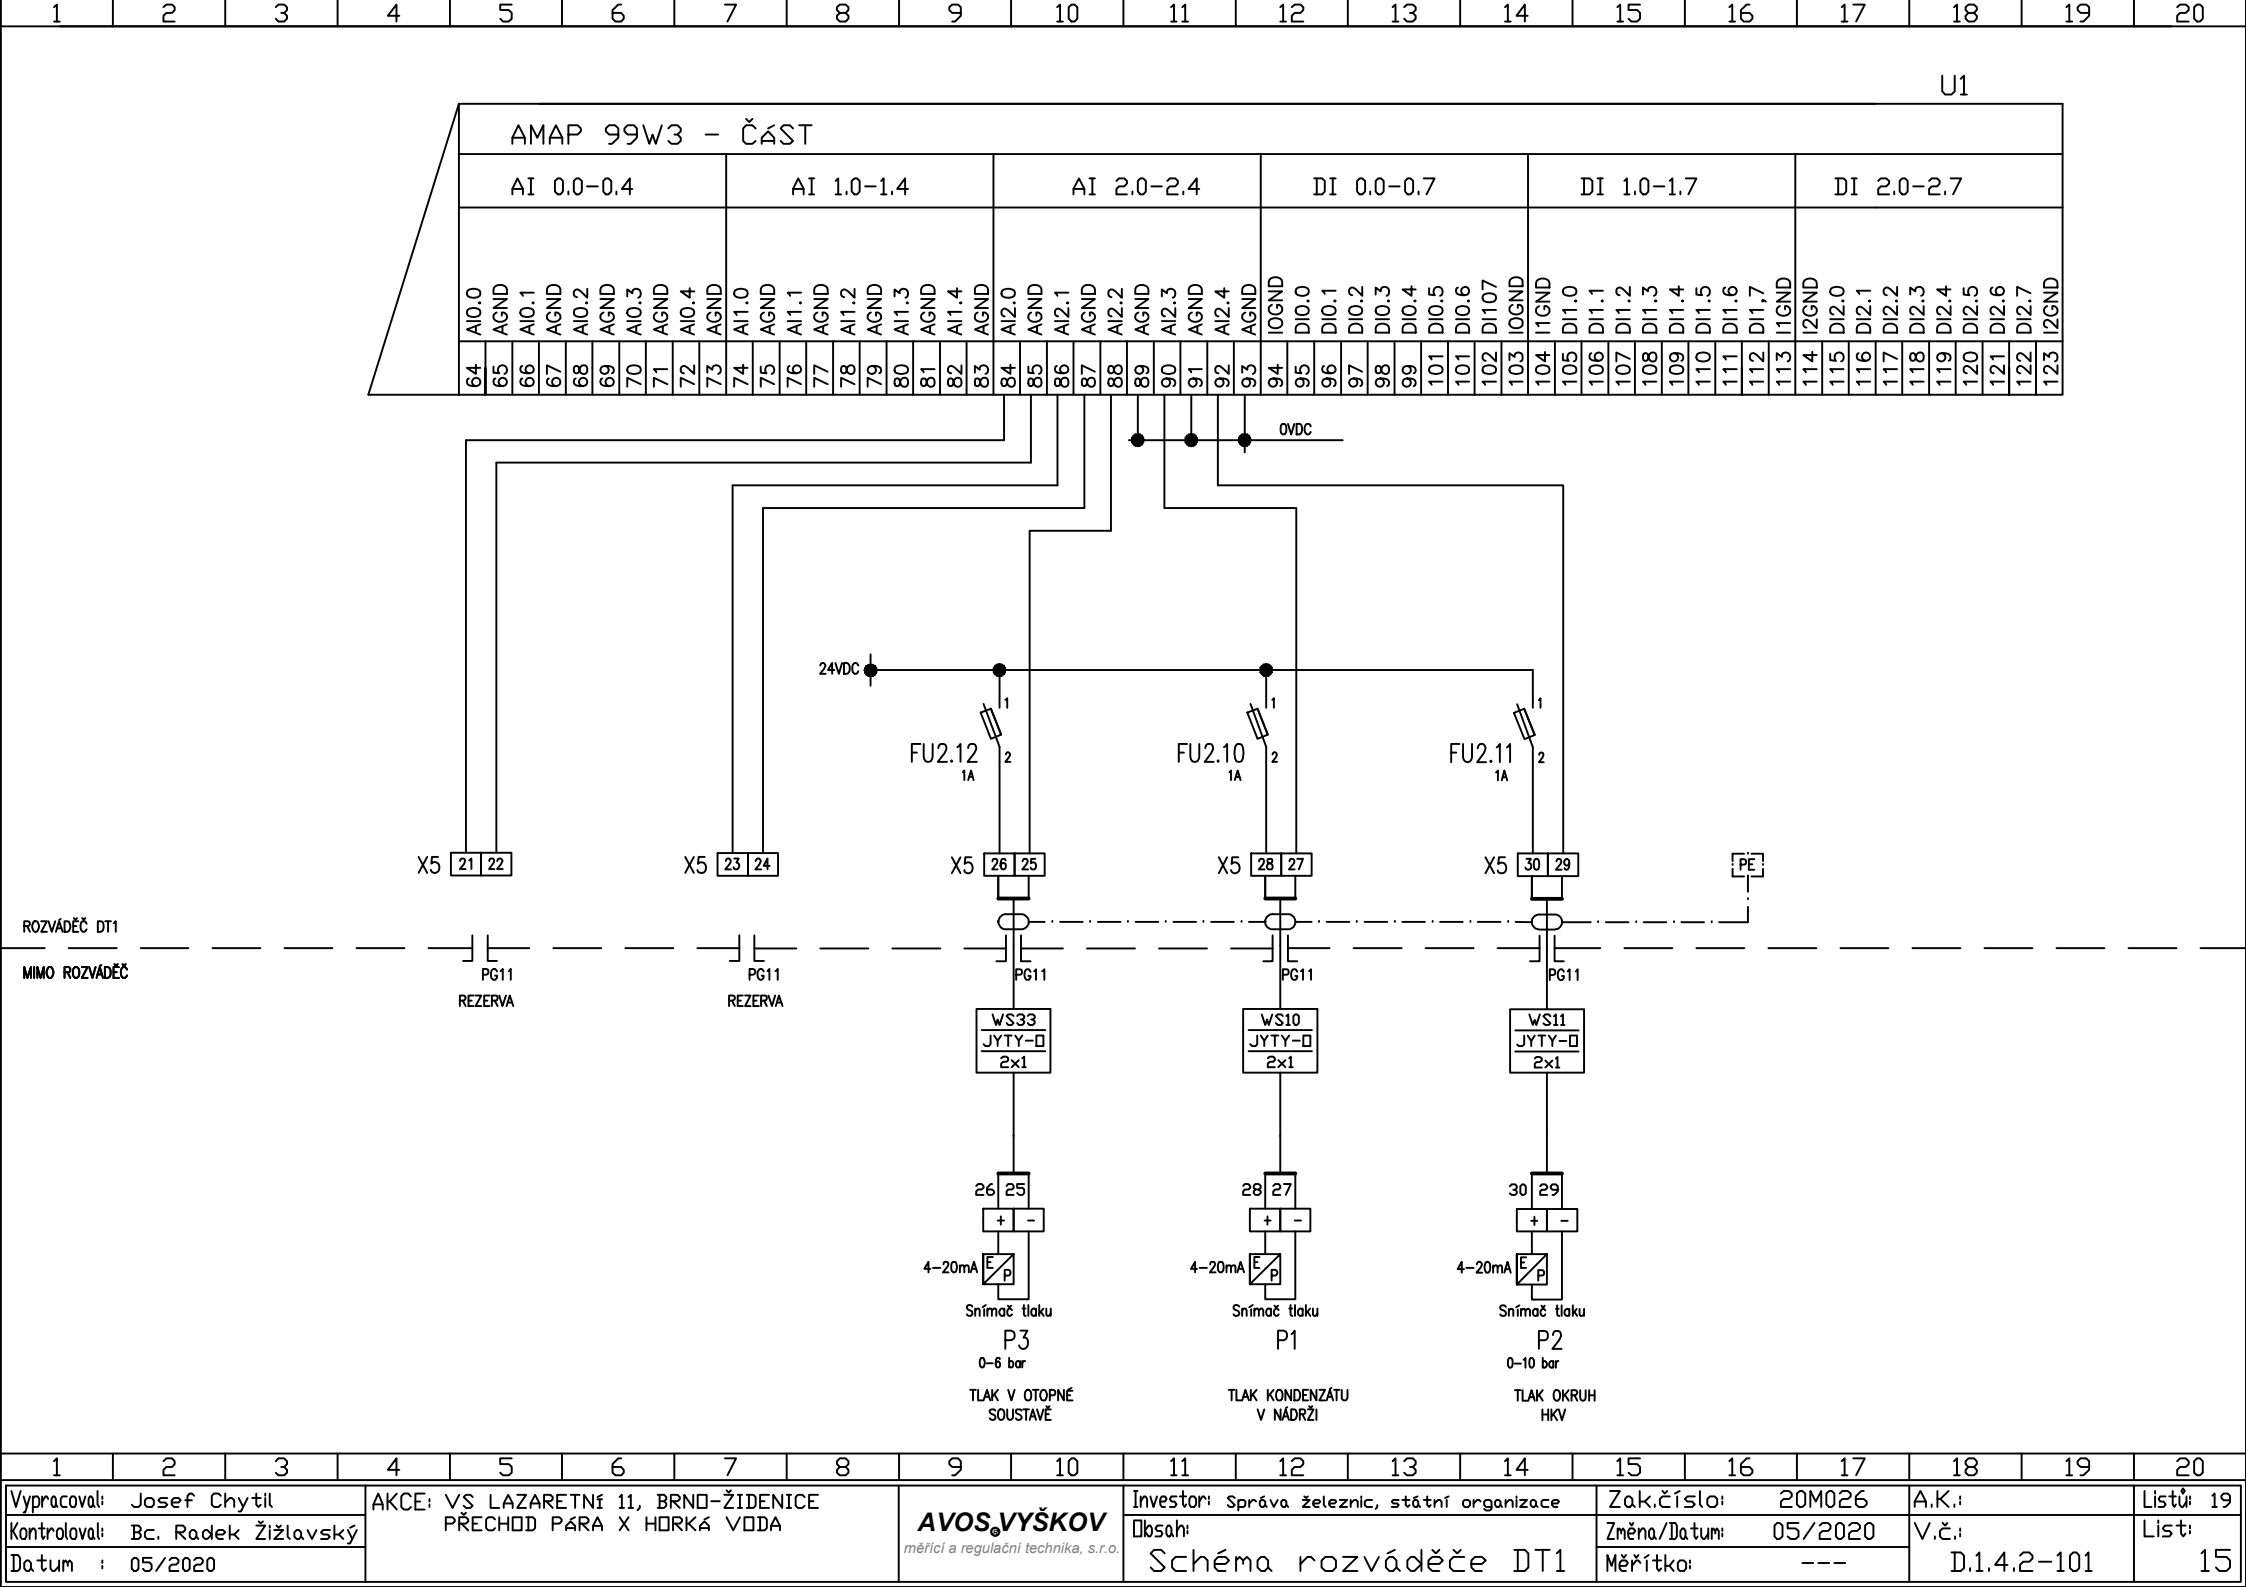 1 2 3 4 5 6 7 8 9 10 11 12 13 14 15 16 17 18 19 20
U1
AMAP 99W3 - ČáST
AI 0.0-0.4 AI 1.0-1.4 AI 2.0-2.4 DI 0.0-0.7 DI 1.0-1.7 DI 2.0-2.7
AI0.0 AGND AI0.1 AGND AI0.2 AGND AI0.3 AGND AI0.4 AGND AI1.0 AGND AI1.1 AGND AI1.2 AGND AI1.3 AGND AI1.4 AGND AI2.0 AGND AI2.1 AGND AI2.2 AGND AI2.3 AGND AI2.4 AGND I0GND DI0.0 DI0.1 DI0.2 DI0.3 DI0.4 DI0.5 DI0.6 DI107 I0GND I1GND DI1.0 DI1.1 DI1.2 DI1.3 DI1.4 DI1.5 DI1.6 DI1,7 I1GND I2GND DI2.0 DI2.1 DI2.2 DI2.3 DI2.4 DI2.5 DI2.6 DI2.7 I2GND
64 65 66 67 68 69 70 71 72 73 74 75 76 77 78 79 80 81 82 83 84 85 86 87 88 89 90 91 92 93 94 95 96 97 98 99 101 101 102 103 104 105 106 107 108 109 110 111 112 113 114 115 116 117 118 119 120 121 122 123
0VDC
24VDC
1 1 1
FU2.12 2 FU2.10 2 FU2.11 2
1A 1A 1A
X5 21 22 X5 23 24 X5 26 25 X5 28 27 X5 30 29 PE
ROZVÁDĚČ DT1
MIMO ROZVÁDĚČ
PG11 PG11 PG11 PG11 PG11
REZERVA REZERVA
WS33 WS10 WS11
JYTY-O JYTY-O JYTY-O
2x1 2x1 2x1
26 25 28 27 30 29
+ - + - + -
4-20mA E P 4-20mA E P 4-20mA E P
Snímač tlaku Snímač tlaku Snímač tlaku
P3 P1 P2
0-6 bar 0-10 bar
TLAK V OTOPNÉ TLAK KONDENZÁTU TLAK OKRUH
SOUSTAVĚ V NÁDRŽI HKV
1 2 3 4 5 6 7 8 9 10 11 12 13 14 15 16 17 18 19 20
Vypracoval: Josef Chytil
Kontroloval: Bc. Radek Žižlavský
Datum : 05/2020
AKCE: VS LAZARETNí 11, BRNO-ŽIDENICE
PŘECHOD PáRA X HORKá VODA
AVOS®VYŠKOV
měřící a regulační technika, s.r.o.
Investor: Správa železnic, státní organizace
Obsah:
Schéma rozváděče DT1
Zak.číslo: 20M026
Změna/Datum: 05/2020
Měřítko: ---
A.K.:
V.č.:
D.1.4.2-101
Listů: 19
List:
15